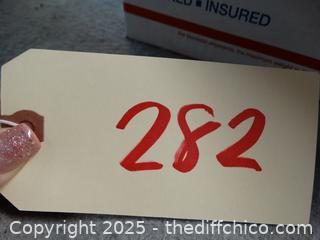 RED ■ INSURED
282
Copyright 2025 - thediffchico.com